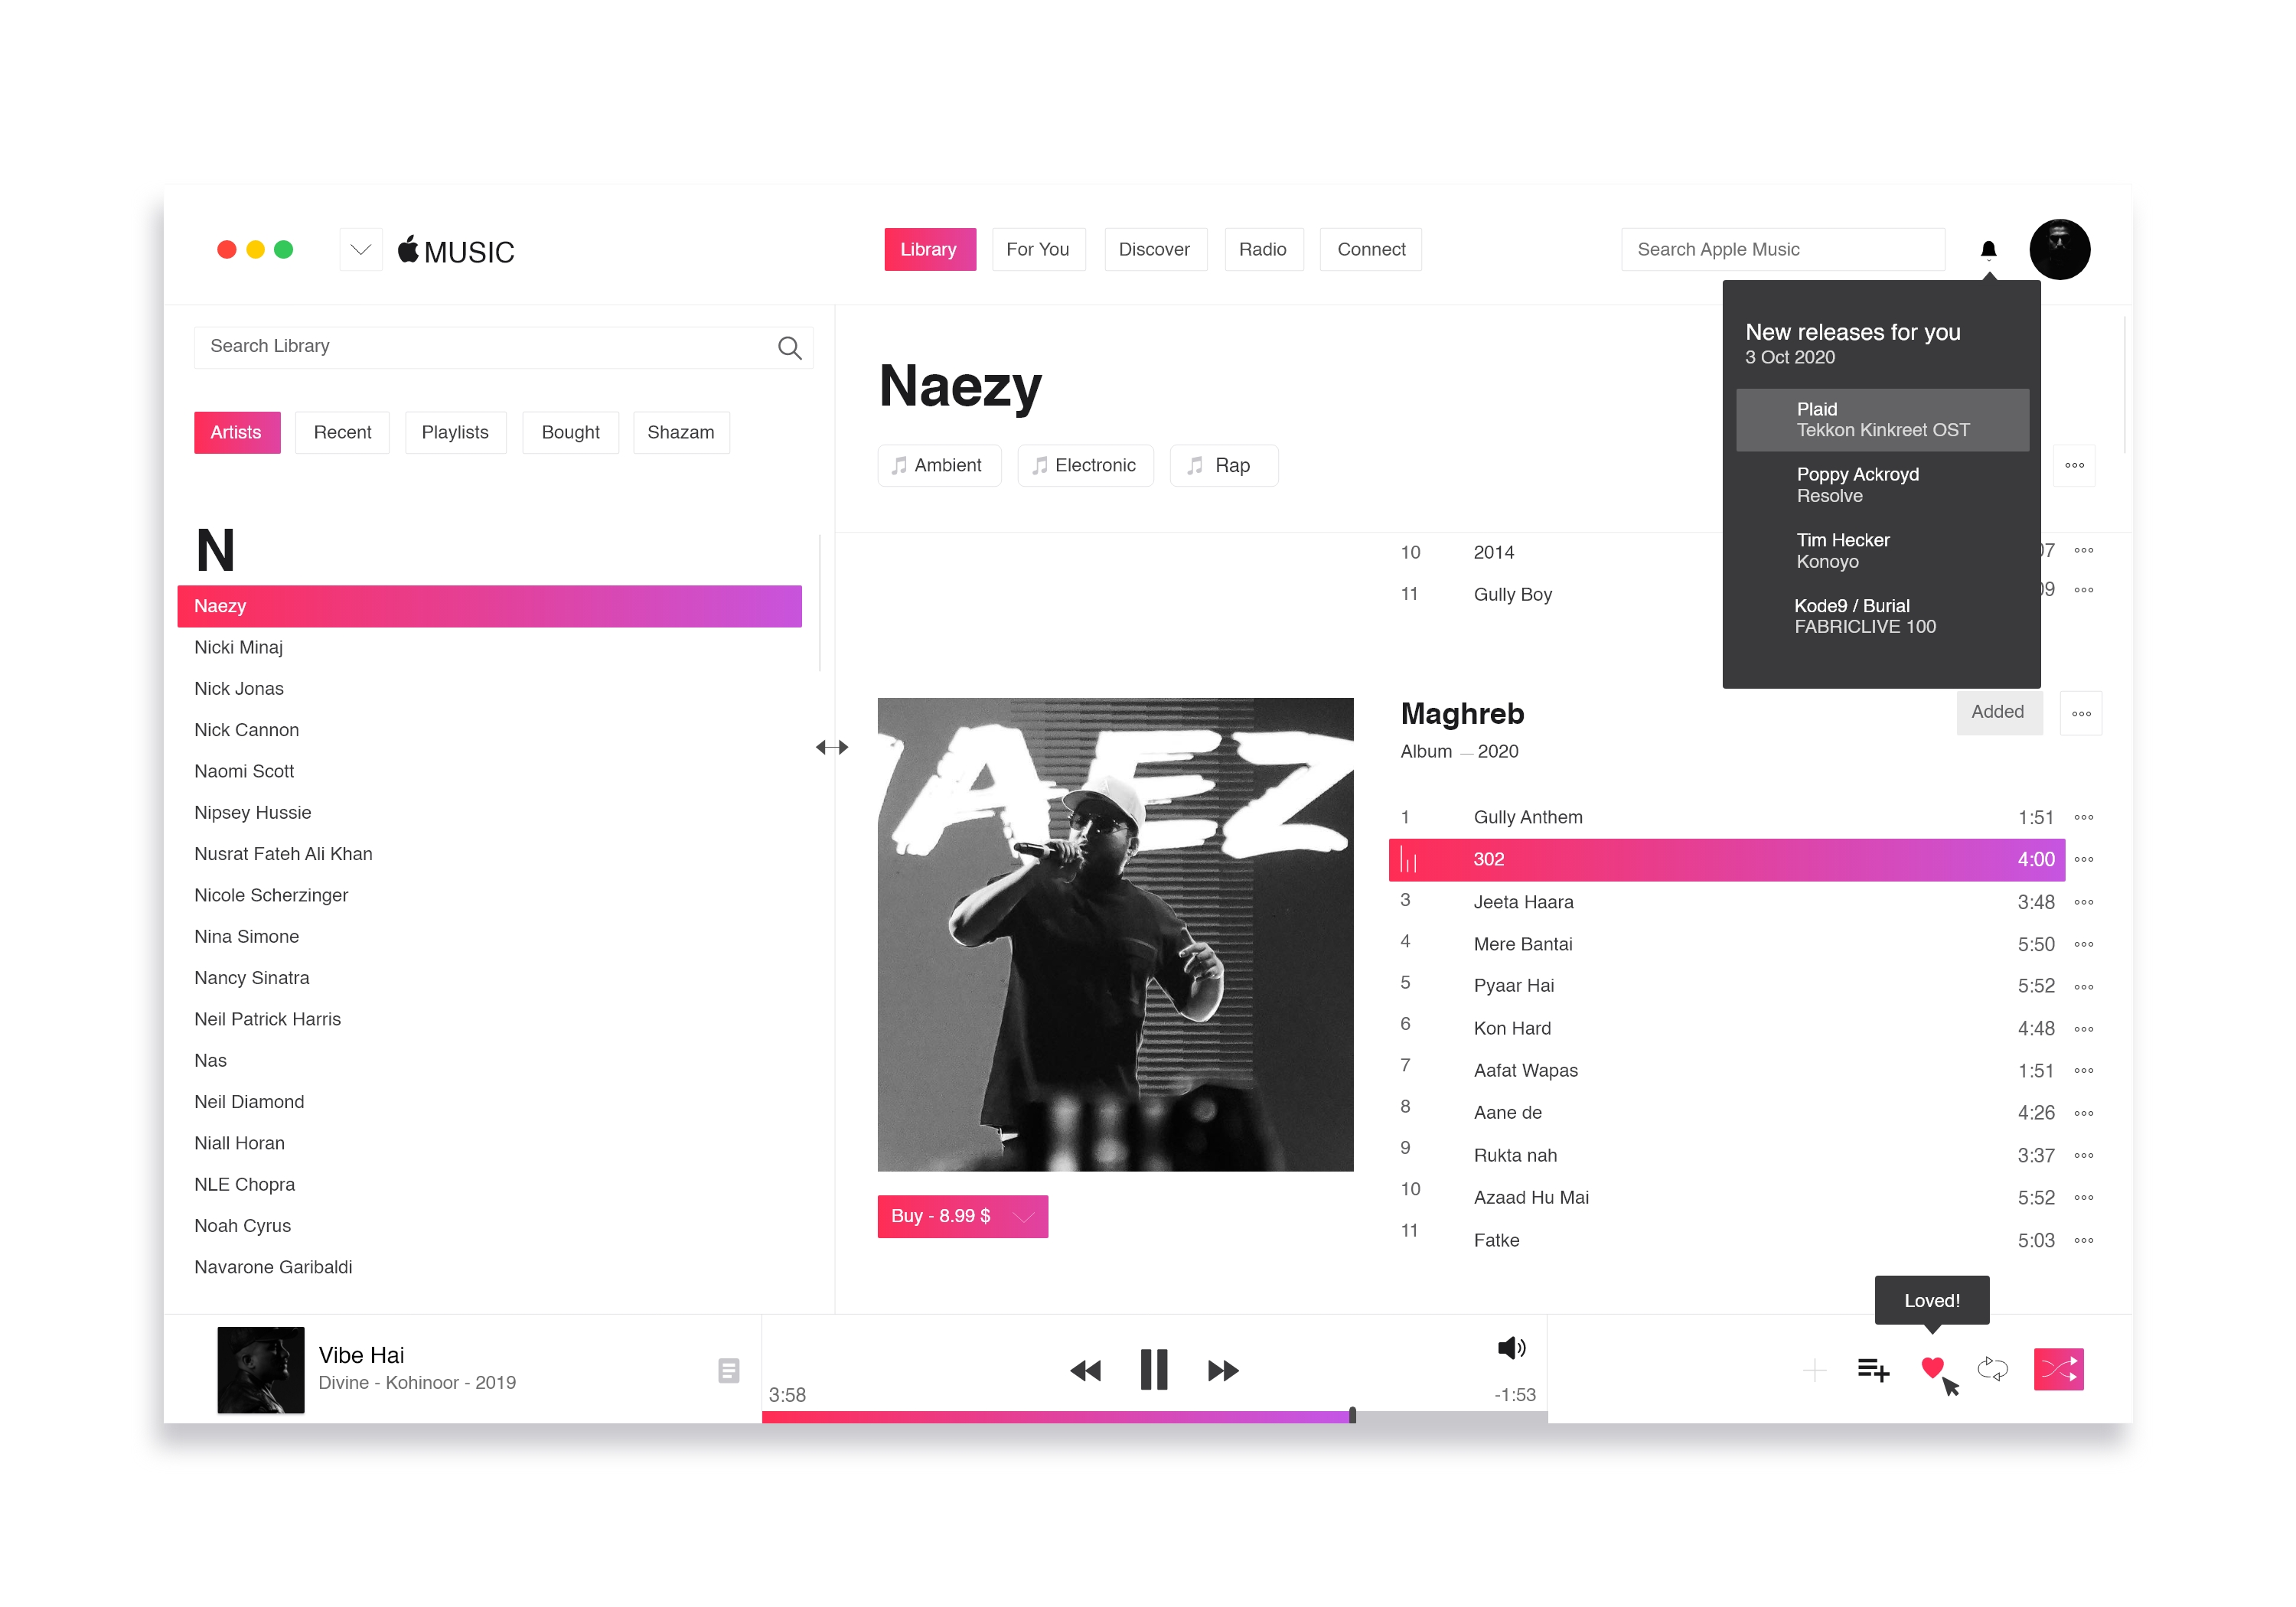 MUSIC
Library
For You
Discover
Radio
Connect
Search Apple Music
Search Library
Artists
Recent
Playlists
Bought
Shazam
N
Naezy
Nicki Minaj
Nick Jonas
Nick Cannon
Naomi Scott
Nipsey Hussie
Nusrat Fateh Ali Khan
Nicole Scherzinger
Nina Simone
Nancy Sinatra
Neil Patrick Harris
Nas
Neil Diamond
Niall Horan
NLE Chopra
Noah Cyrus
Navarone Garibaldi
Naezy
Ambient
Electronic
Rap
New releases for you
3 Oct 2020
Plaid
Tekkon Kinkreet OST
Poppy Ackroyd
Resolve
Tim Hecker
Konoyo
Kode9 / Burial
FABRICLIVE 100
10 2014
11 Gully Boy
AEZ
Buy - 8.99 $
Maghreb
Album — 2020
Added
1 Gully Anthem 1:51
302 4:00
3 Jeeta Haara 3:48
4 Mere Bantai 5:50
5 Pyaar Hai 5:52
6 Kon Hard 4:48
7 Aafat Wapas 1:51
8 Aane de 4:26
9 Rukta nah 3:37
10 Azaad Hu Mai 5:52
11 Fatke 5:03
Loved!
Vibe Hai
Divine - Kohinoor - 2019
3:58
-1:53